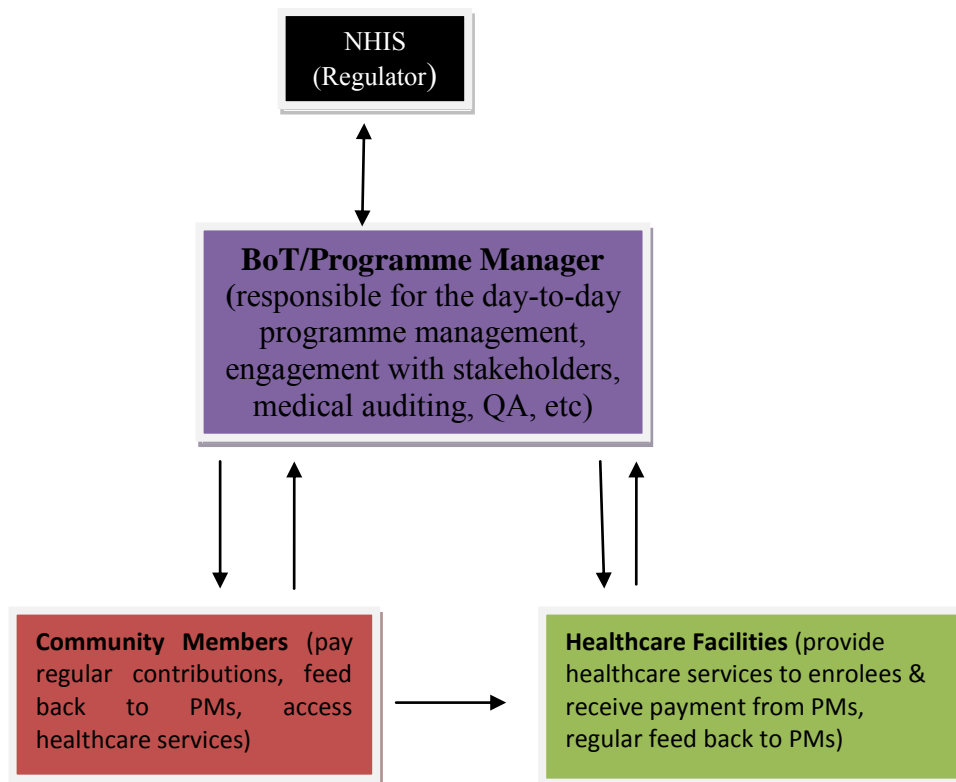 NHIS
(Regulator)
BoT/Programme Manager
(responsible for the day-to-day
programme management,
engagement with stakeholders,
medical auditing, QA, etc)
Community Members (pay
regular contributions, feed
back to PMs, access
healthcare services)
Healthcare Facilities (provide
healthcare services to enrolees &
receive payment from PMs,
regular feed back to PMs)